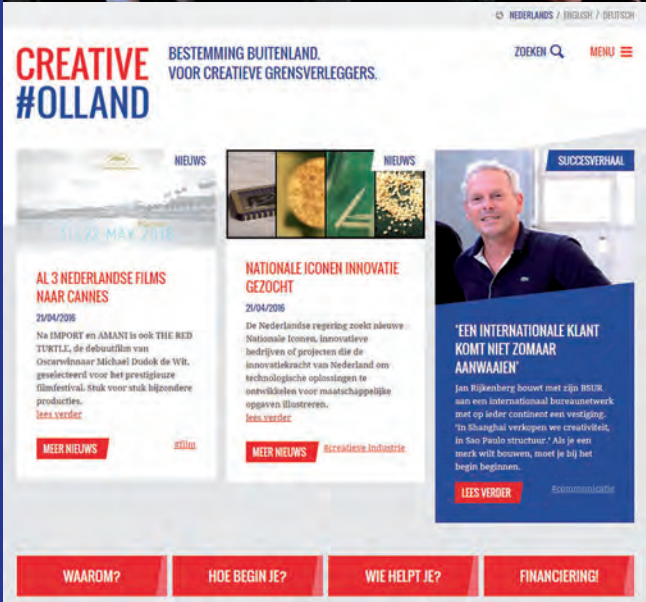 NEDERLANDS / ENGLISH / DEUTSCH
CREATIVE
#OLLAND
BESTEMMING BUITENLAND.
VOOR CREATIEVE GRENSVERLEGGERS.
ZOEKEN
MENU
NIEUWS
11-22 MAY 2016
AL 3 NEDERLANDSE FILMS
NAAR CANNES
21/04/2016
Na IMPORT en AMANI is ook THE RED
TURTLE, de debuutfilm van
Oscarwinnaar Michael Dudok de Wit,
geselecteerd voor het prestigieuze
filmfestival. Stuk voor stuk bijzondere
producties.
lees verder
MEER NIEUWS
#film
NIEUWS
NATIONALE ICONEN INNOVATIE
GEZOCHT
21/04/2016
De Nederlandse regering zoekt nieuwe
Nationale Iconen, innovatieve
bedrijven of projecten die de
innovatiekracht van Nederland om
technologische oplossingen te
ontwikkelen voor maatschappelijke
opgaven illustreren.
lees verder
MEER NIEUWS
#creatieve industrie
SUCCESVERHAAL
'EEN INTERNATIONALE KLANT
KOMT NIET ZOMAAR
AANWAAIEN'
Jan Rijkenberg bouwt met zijn BSUR
aan een internationaal bureaunetwerk
met op ieder continent een vestiging.
'In Shanghai verkopen we creativiteit,
in Sao Paulo structuur.' Als je een
merk wilt bouwen, moet je bij het
begin beginnen.
LEES VERDER
#communicatie
WAAROM?
HOE BEGIN JE?
WIE HELPT JE?
FINANCIERING!